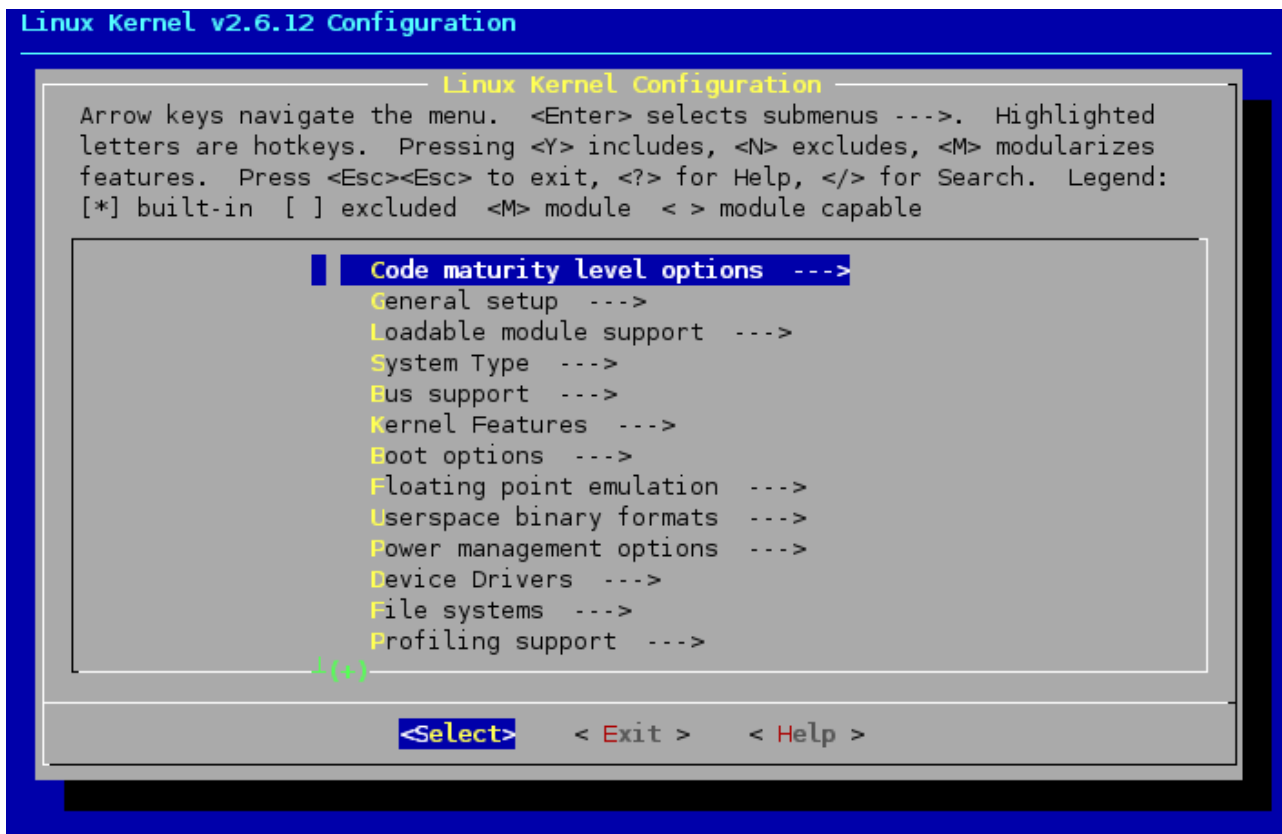 Linux Kernel v2.6.12 Configuration
Linux Kernel Configuration
Arrow keys navigate the menu.  <Enter> selects submenus --->.  Highlighted
letters are hotkeys.  Pressing <Y> includes, <N> excludes, <M> modularizes
features.  Press <Esc><Esc> to exit, <?> for Help, </> for Search.  Legend:
[*] built-in  [ ] excluded  <M> module  < > module capable
Code maturity level options  --->
General setup  --->
Loadable module support  --->
System Type  --->
Bus support  --->
Kernel Features  --->
Boot options  --->
Floating point emulation  --->
Userspace binary formats  --->
Power management options  --->
Device Drivers  --->
File systems  --->
Profiling support  --->
┴(+)
<Select>    < Exit >    < Help >